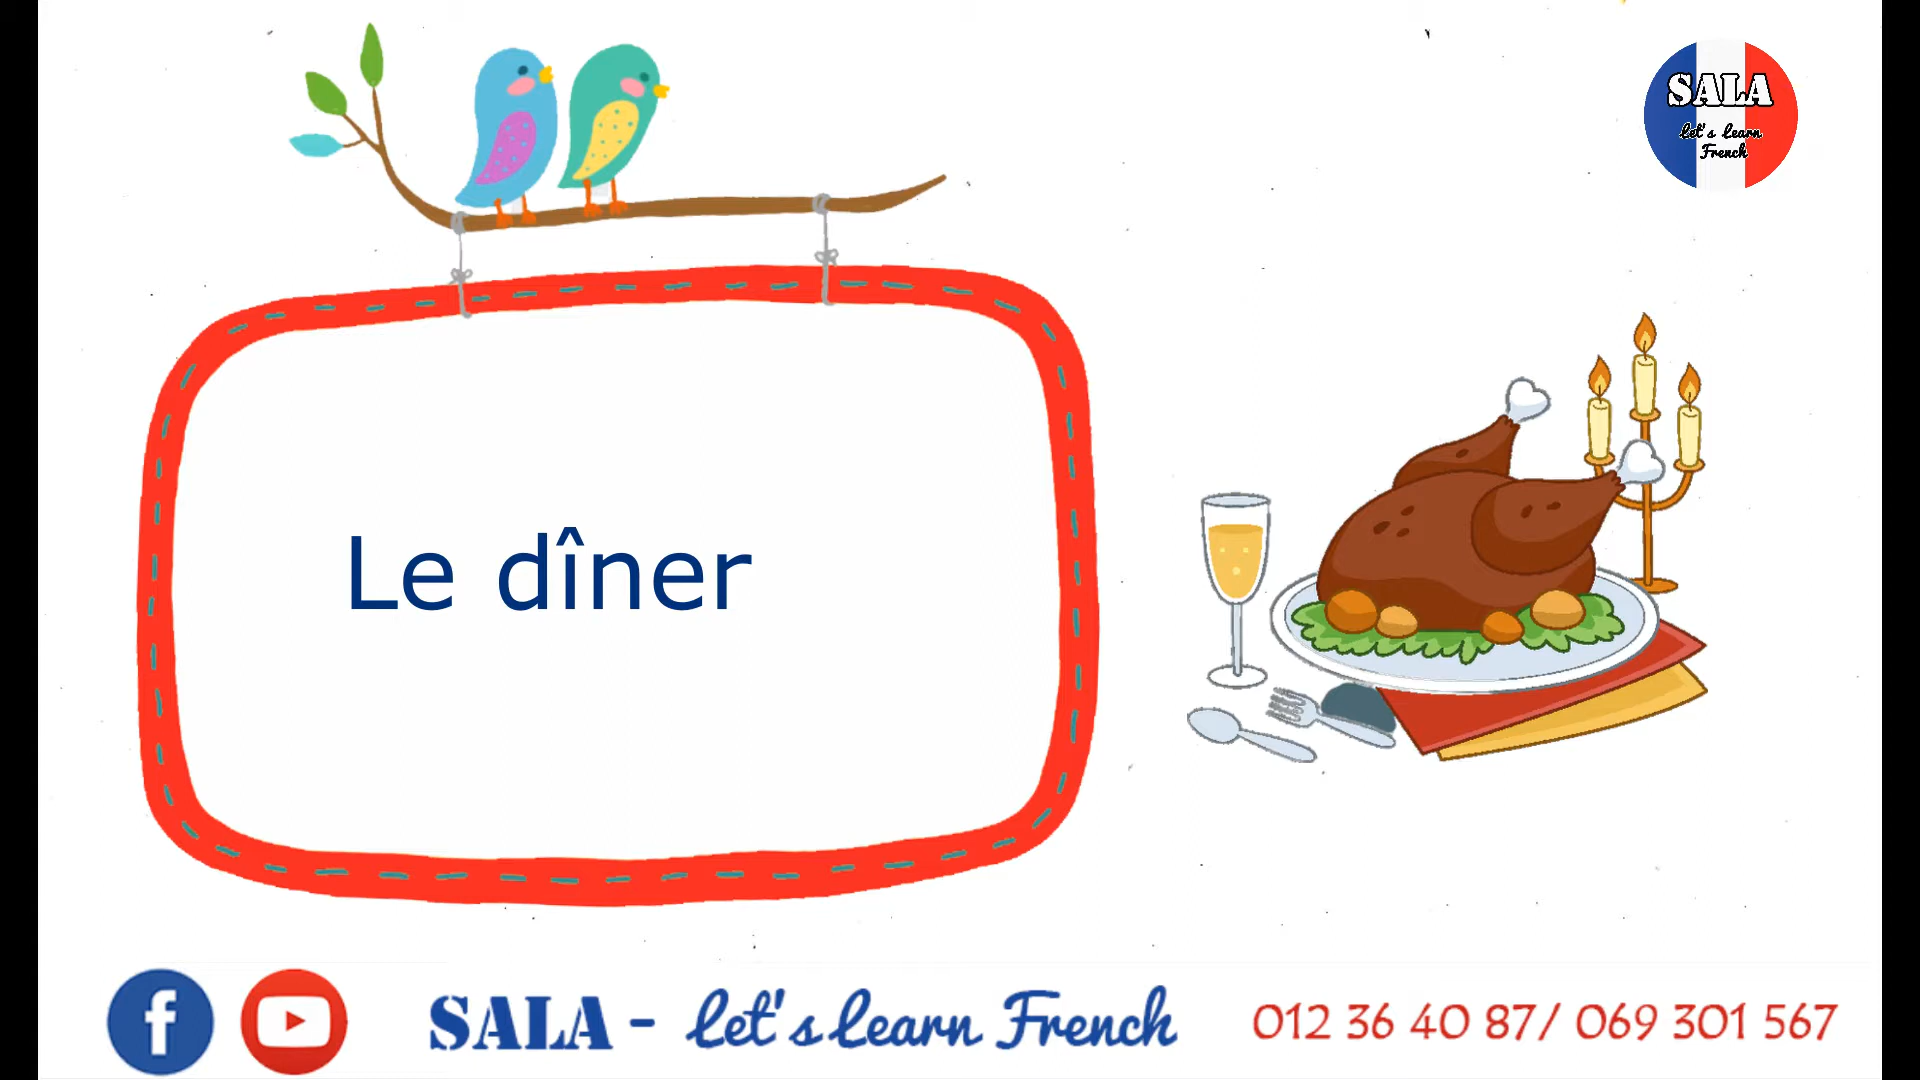 SALA
Let's Learn
French
Le dîner
SALA - Let's Learn French
012 36 40 87/ 069 301 567